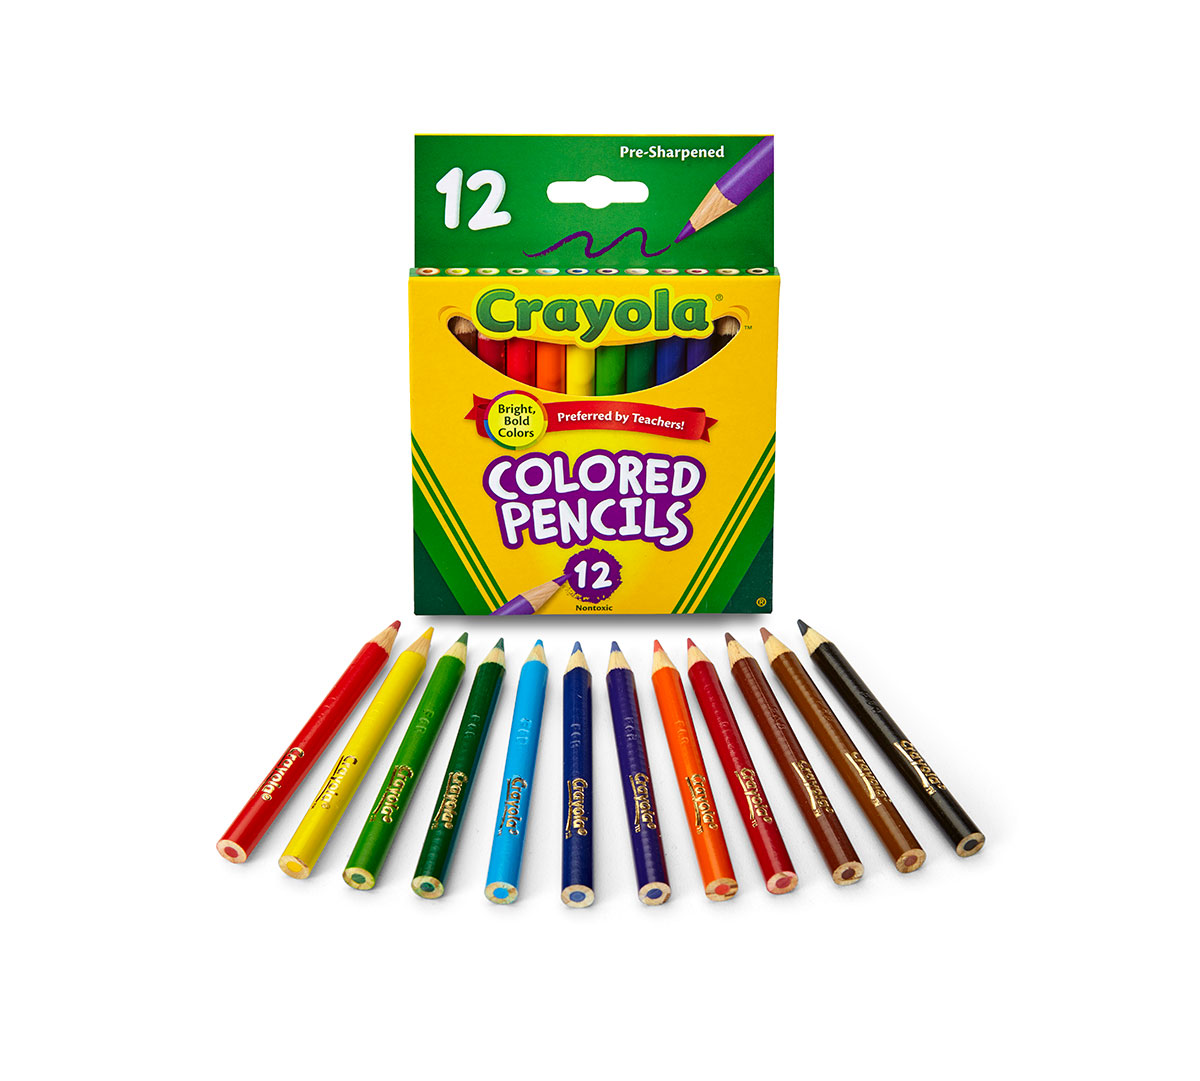 Pre-Sharpened
12
Crayola®
™
Bright,
Bold
Colors
Preferred by Teachers!
COLORED
PENCILS
12
Nontoxic
®
Crayola®
Crayola
Crayola®
Crayola®
Crayola®
Crayola®
Crayola®
Crayola®
Crayola®
Crayola®
Crayola
Crayola®